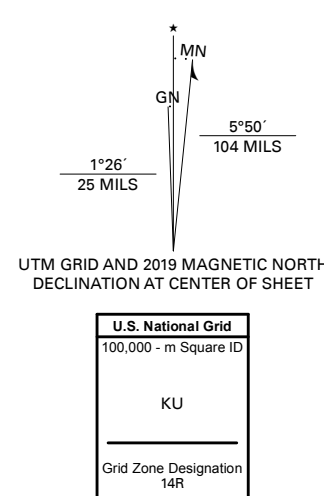 ★
MN
GN
5°50´
104 MILS
1°26´
25 MILS
UTM GRID AND 2019 MAGNETIC NORTH
DECLINATION AT CENTER OF SHEET
U.S. National Grid
100,000 - m Square ID
KU
Grid Zone Designation
14R